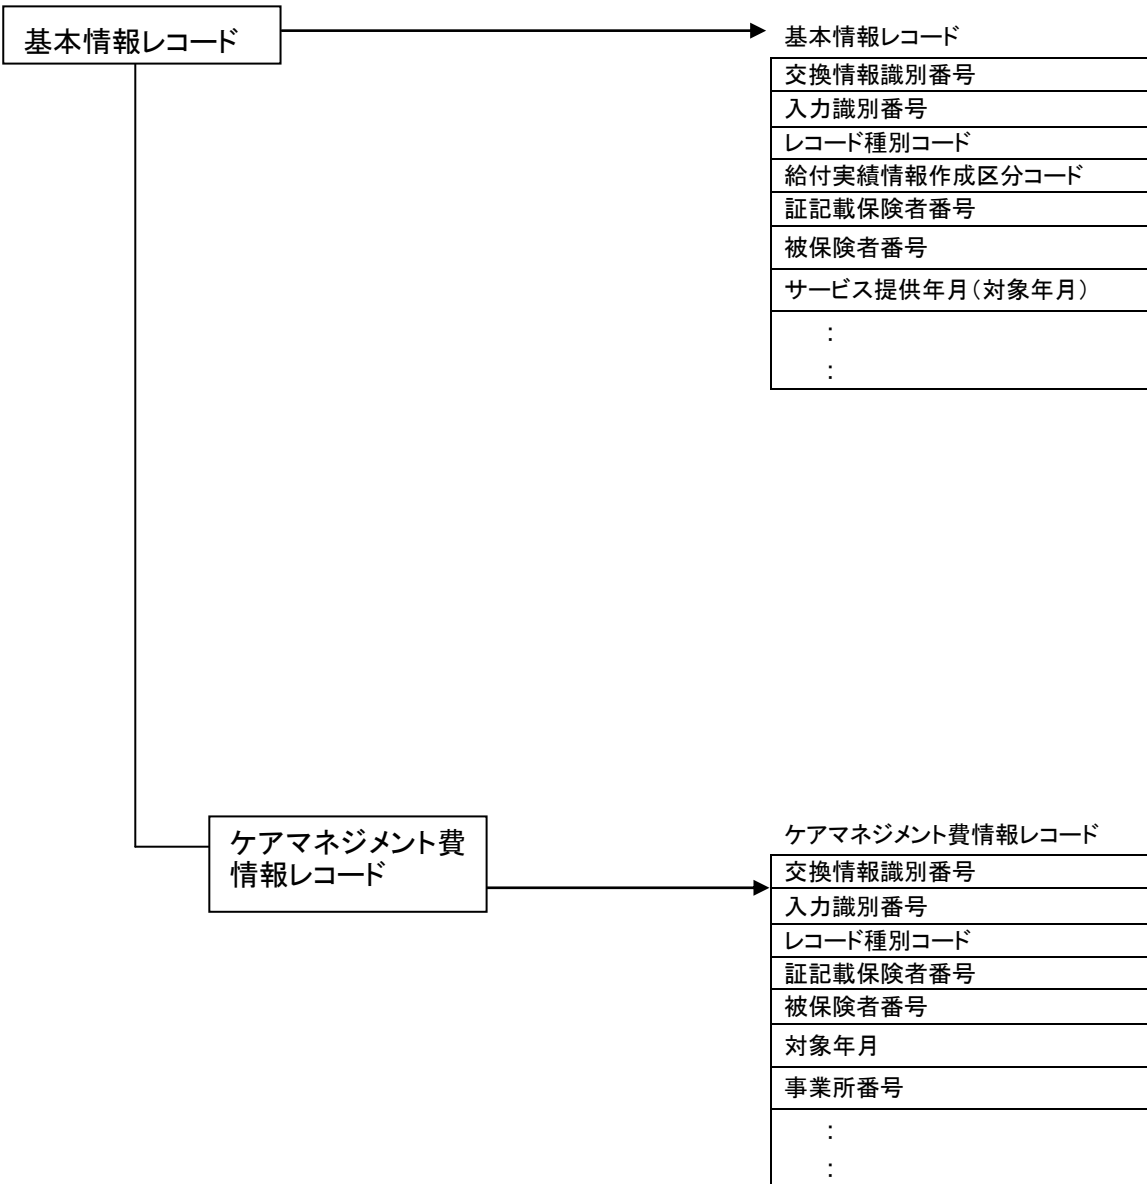 基本情報レコード
基本情報レコード
交換情報識別番号
入力識別番号
レコード種別コード
給付実績情報作成区分コード
証記載保険者番号
被保険者番号
サービス提供年月（対象年月）
：
：
ケアマネジメント費
情報レコード
ケアマネジメント費情報レコード
交換情報識別番号
入力識別番号
レコード種別コード
証記載保険者番号
被保険者番号
対象年月
事業所番号
：
：